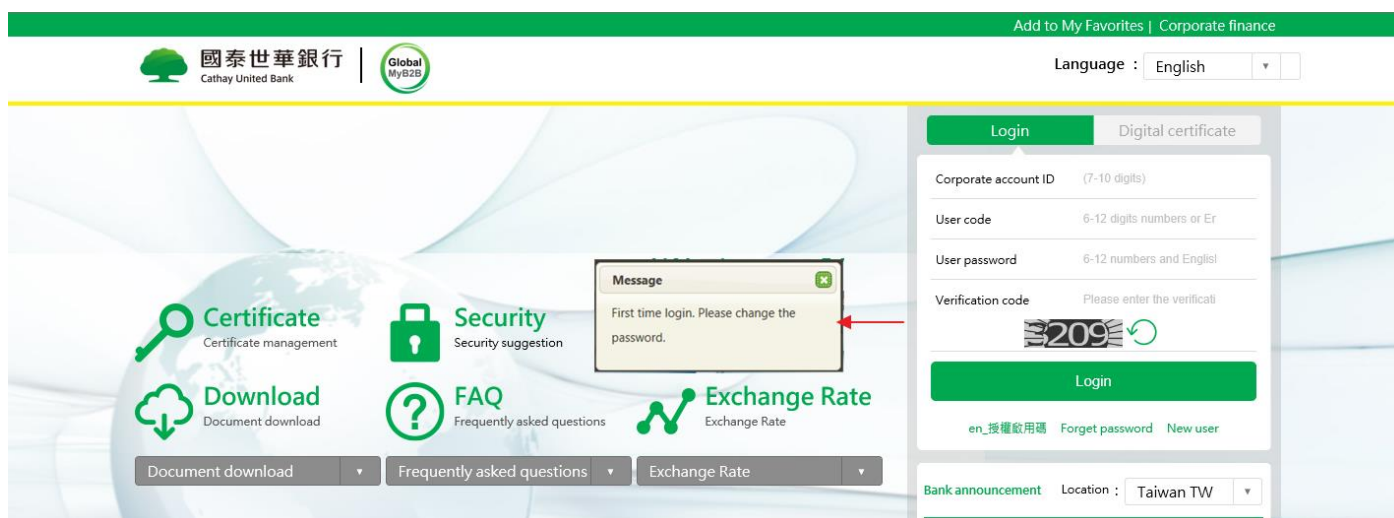 Add to My Favorites | Corporate finance
國泰世華銀行
Cathay United Bank
Global
MyB2B
Language : English
Login
Digital certificate
Corporate account ID (7-10 digits)
User code 6-12 digits numbers or Er
User password 6-12 numbers and Englisl
Verification code Please enter the verificati
3209
Login
en_授權啟用碼 Forget password New user
Bank announcement Location : Taiwan TW
Message
First time login. Please change the
password.
Certificate
Certificate management
Security
Security suggestion
Download
Document download
FAQ
Frequently asked questions
Exchange Rate
Exchange Rate
Document download
Frequently asked questions
Exchange Rate